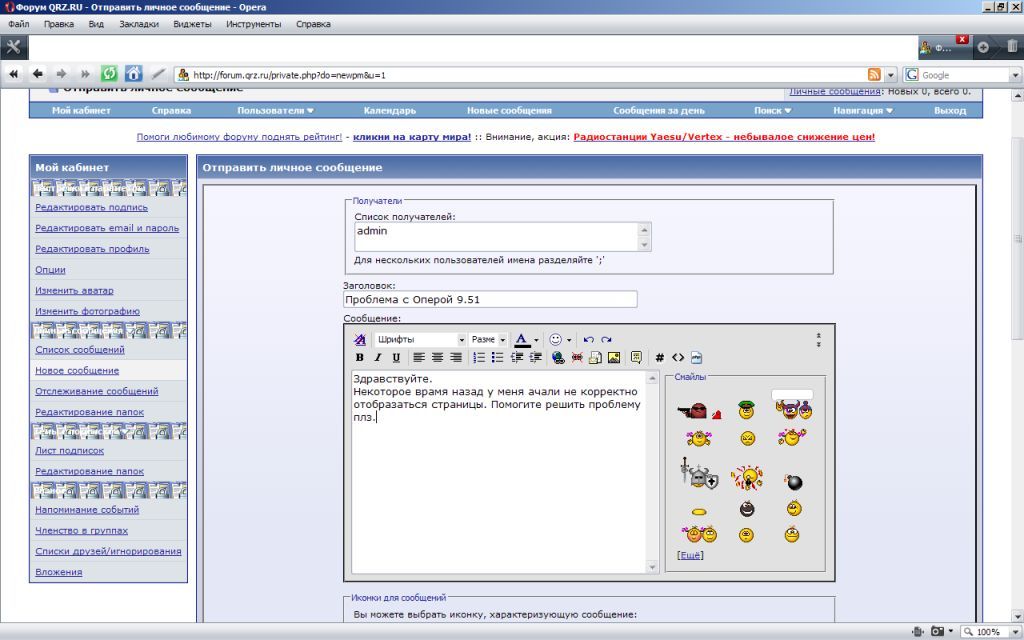 Форум QRZ.RU - Отправить личное сообщение - Opera
Файл Правка Вид Закладки Виджеты Инструменты Справка
Ф...
http://forum.qrz.ru/private.php?do=newpm&u=1
Google
Отправить личное сообщение
Личные сообщения: Новых 0, всего 0.
Мой кабинет Справка Пользователи Календарь Новые сообщения Сообщения за день Поиск Навигация Выход
Помоги любимому форуму поднять рейтинг! - кликни на карту мира! :: Внимание, акция: Радиостанции Yaesu/Vertex - небывалое снижение цен!
Мой кабинет
Редактировать подпись
Редактировать email и пароль
Редактировать профиль
Опции
Изменить аватар
Изменить фотографию
Список сообщений
Новое сообщение
Отслеживание сообщений
Редактирование папок
Лист подписок
Редактирование папок
Напоминание событий
Членство в группах
Списки друзей/игнорирования
Вложения
Отправить личное сообщение
Получатели
Список получателей:
admin
Для нескольких пользователей имена разделяйте ';'
Заголовок:
Проблема с Оперой 9.51
Сообщение:
Шрифты Разме A
B I U # <>
Здравствуйте.
Некоторое врамя назад у меня ачали не корректно
отобразаться страницы. Помогите решить проблему
плз.
Смайлы
[Ещё]
Иконки для сообщений
Вы можете выбрать иконку, характеризующую сообщение:
100%